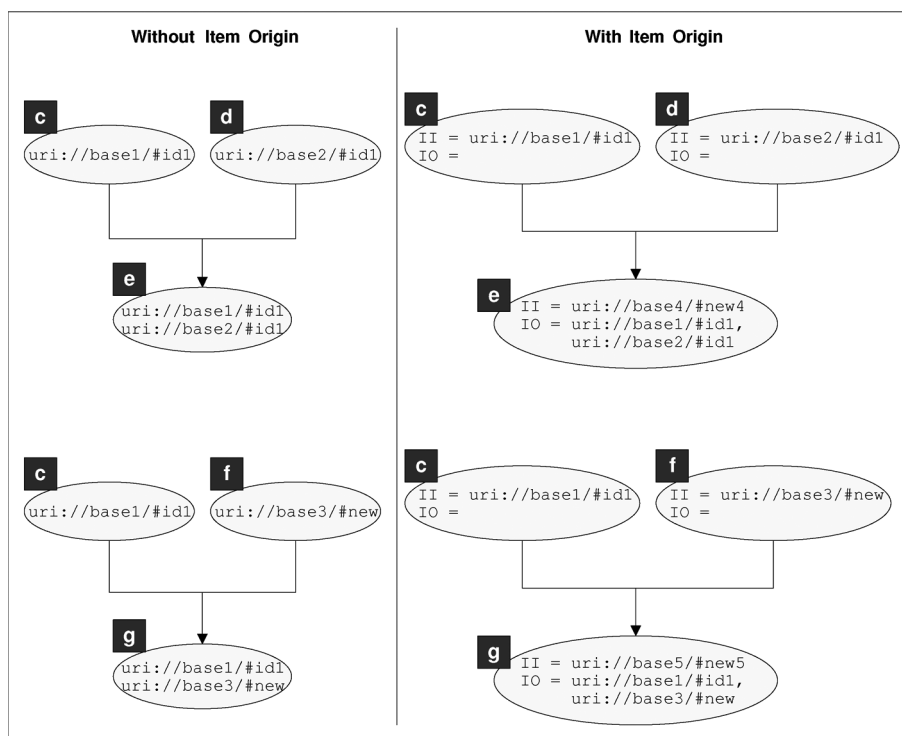 Without Item Origin
c
uri://base1/#id1
d
uri://base2/#id1
e
uri://base1/#id1
uri://base2/#id1
c
uri://base1/#id1
f
uri://base3/#new
g
uri://base1/#id1
uri://base3/#new
With Item Origin
c
II = uri://base1/#id1
IO =
d
II = uri://base2/#id1
IO =
e
II = uri://base4/#new4
IO = uri://base1/#id1,
uri://base2/#id1
c
II = uri://base1/#id1
IO =
f
II = uri://base3/#new
IO =
g
II = uri://base5/#new5
IO = uri://base1/#id1,
uri://base3/#new